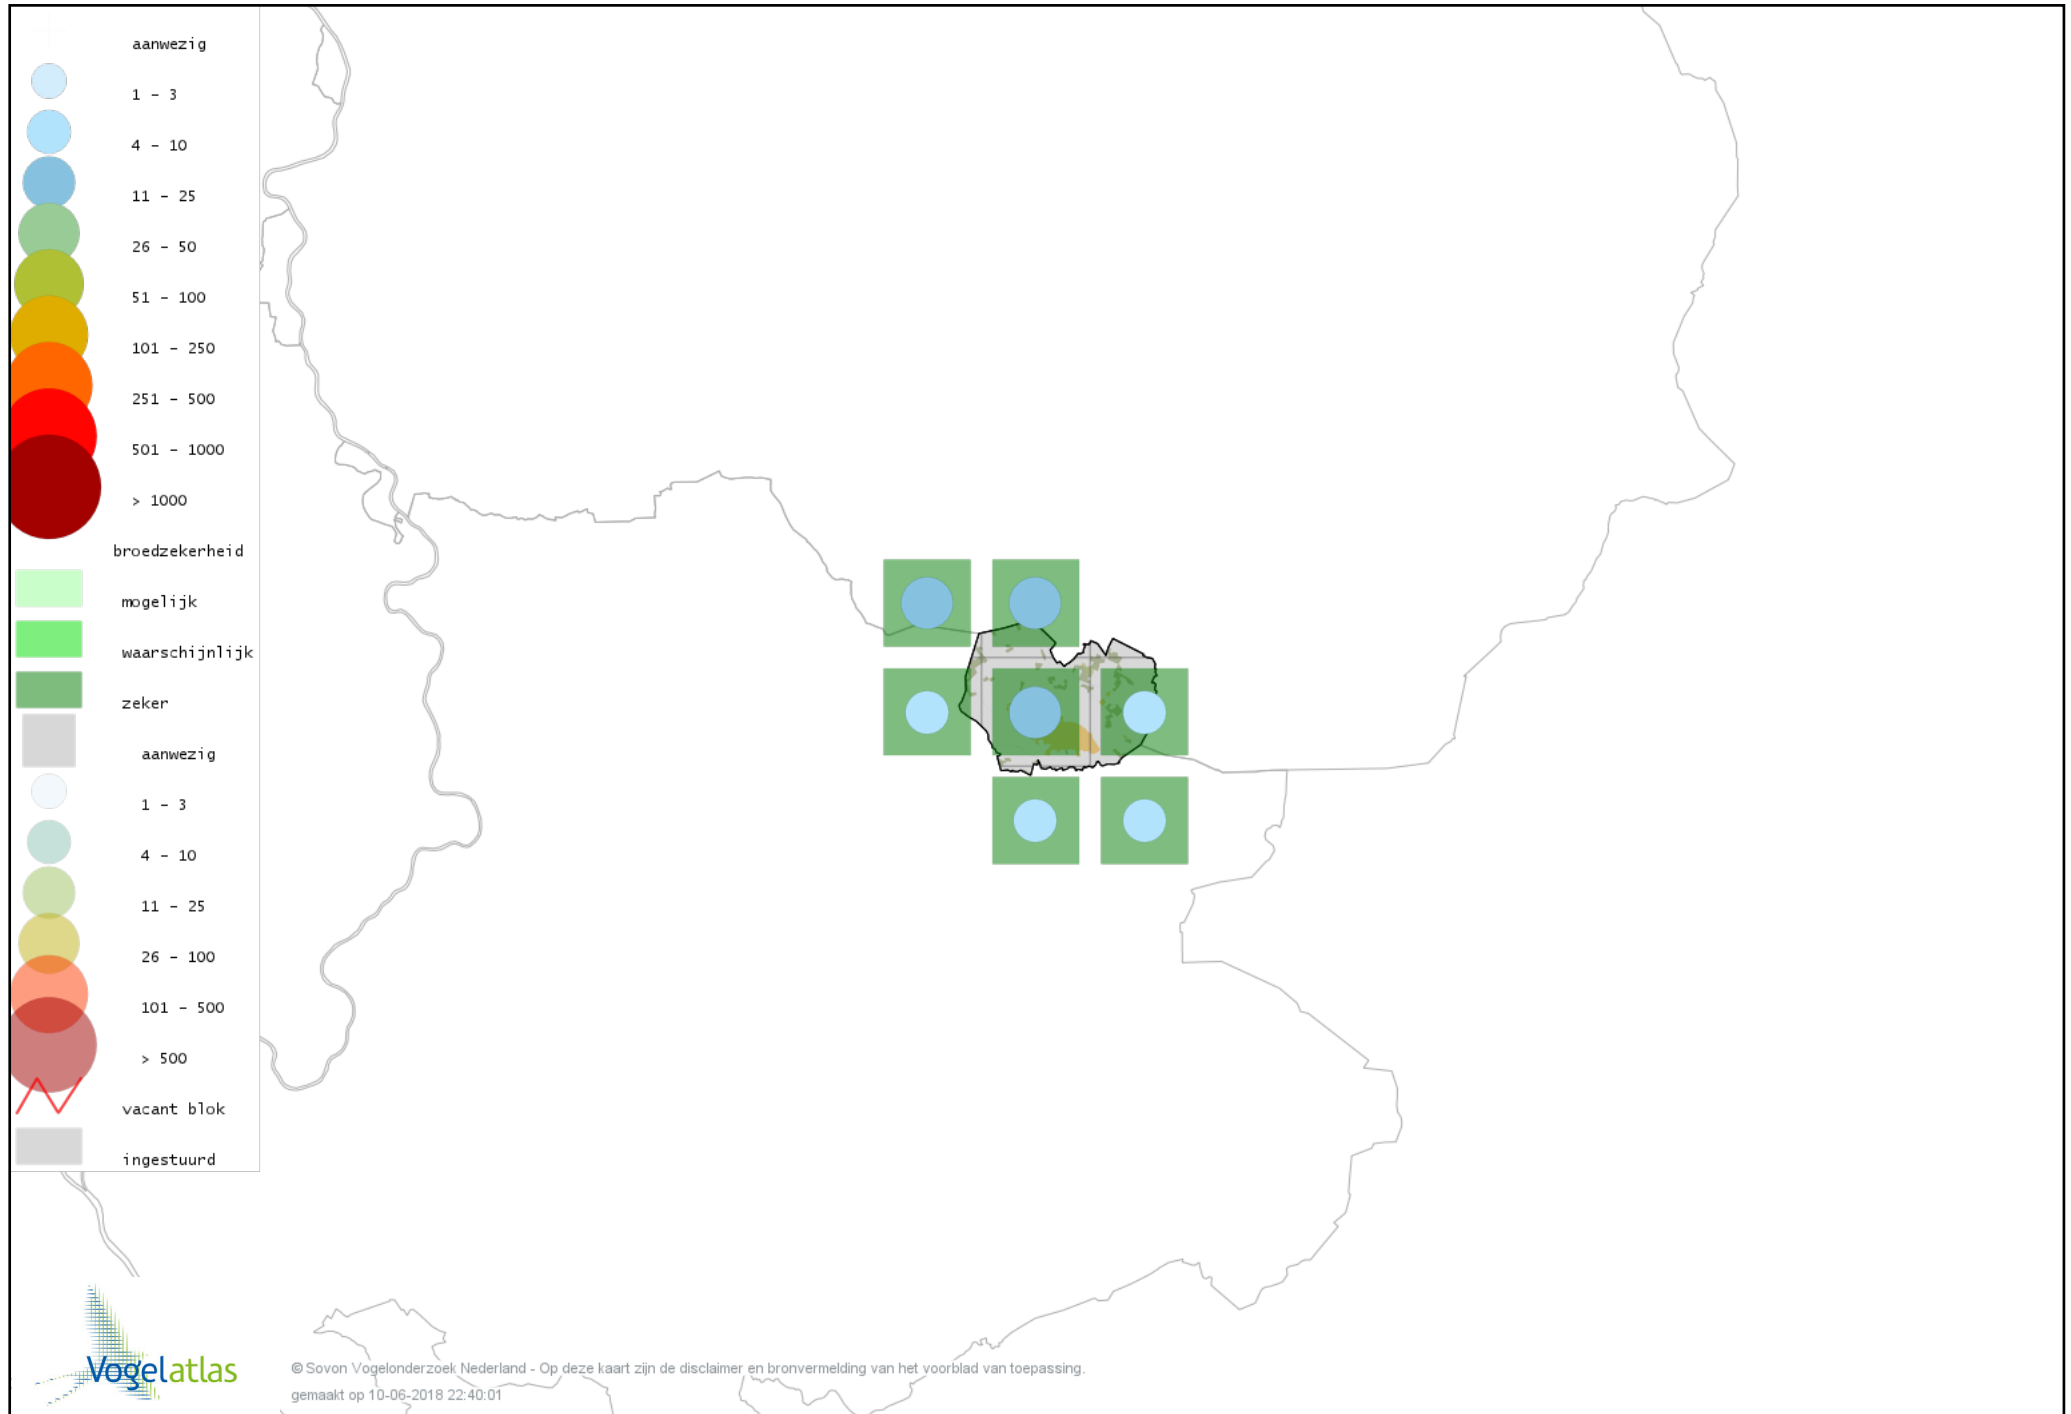 aanwezig
1 - 3
4 - 10
11 - 25
26 - 50
51 - 100
101 - 250
251 - 500
501 - 1000
> 1000
broedzekerheid
mogelijk
waarschijnlijk
zeker
aanwezig
1 - 3
4 - 10
11 - 25
26 - 100
101 - 500
> 500
vacant blok
ingestuurd
Vogelatlas
© Sovon Vogelonderzoek Nederland - Op deze kaart zijn de disclaimer en bronvermelding van het voorblad van toepassing.
gemaakt op 10-06-2018 22:40:01